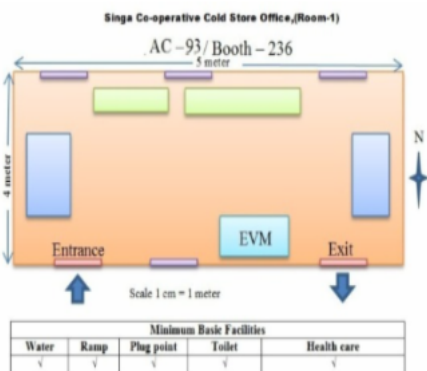 Singa Co-operative Cold Store Office,(Room-1)
AC -93/ Booth – 236
5 meter
4 meter
N
EVM
Entrance
Exit
Scale 1 cm = 1 meter
Minimum Basic Facilities
Water Ramp Plug point Toilet Health care
√ √ √ √ √